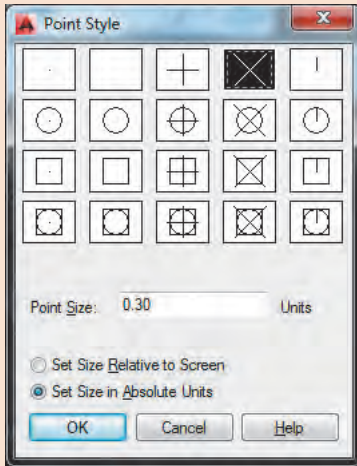 Point Style
Point Size: 0.30 Units
Set Size Relative to Screen
Set Size in Absolute Units
OK Cancel Help